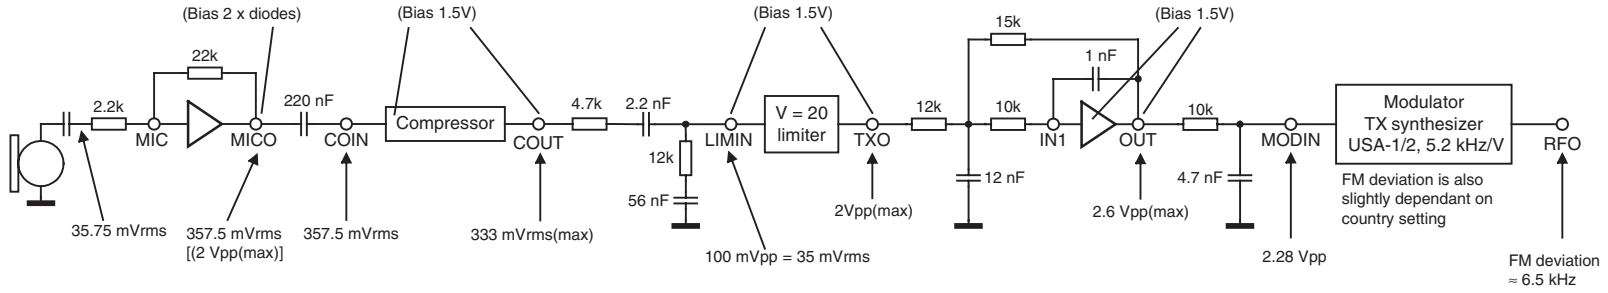 (Bias 2 x diodes)
(Bias 1.5V)
(Bias 1.5V)
(Bias 1.5V)
15k
22k
1 nF
2.2k
220 nF
4.7k
2.2 nF
12k
10k
10k
MIC
MICO
COIN
Compressor
COUT
LIMIN
V = 20
limiter
TXO
IN1
OUT
MODIN
Modulator
TX synthesizer
USA-1/2, 5.2 kHz/V
RFO
12k
56 nF
12 nF
4.7 nF
FM deviation is also
slightly dependant on
country setting
35.75 mVrms
357.5 mVrms
[(2 Vpp(max)]
357.5 mVrms
333 mVrms(max)
100 mVpp = 35 mVrms
2Vpp(max)
2.6 Vpp(max)
2.28 Vpp
FM deviation
≈ 6.5 kHz